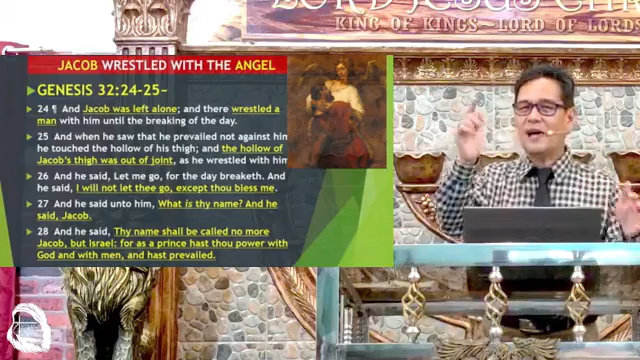 LORD JESUS CHRIST
KING OF KINGS - LORD OF LORDS
JACOB WRESTLED WITH THE ANGEL
GENESIS 32:24-25~
24 ¶ And Jacob was left alone; and there wrestled a
man with him until the breaking of the day.
25 And when he saw that he prevailed not against him
he touched the hollow of his thigh; and the hollow of
Jacob's thigh was out of joint, as he wrestled with him
26 And he said, Let me go, for the day breaketh. And
he said, I will not let thee go, except thou bless me.
27 And he said unto him, What is thy name? And he
said, Jacob.
28 And he said, Thy name shall be called no more
Jacob, but Israel: for as a prince hast thou power with
God and with men, and hast prevailed.